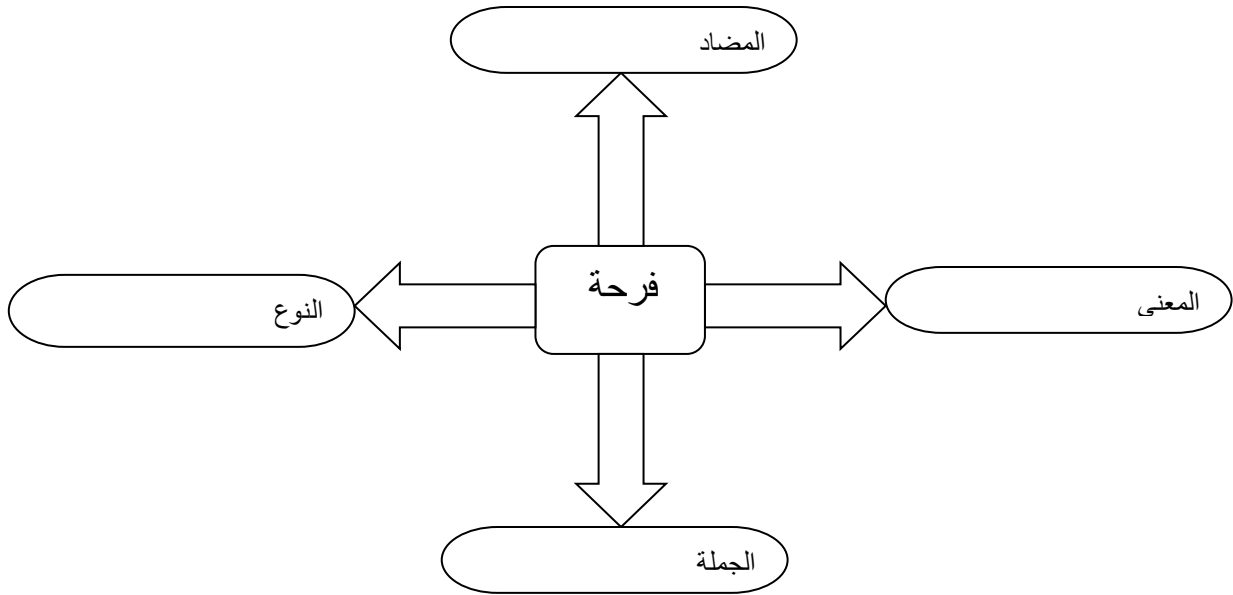 المضاد
فرحة
المعنى
النوع
الجملة